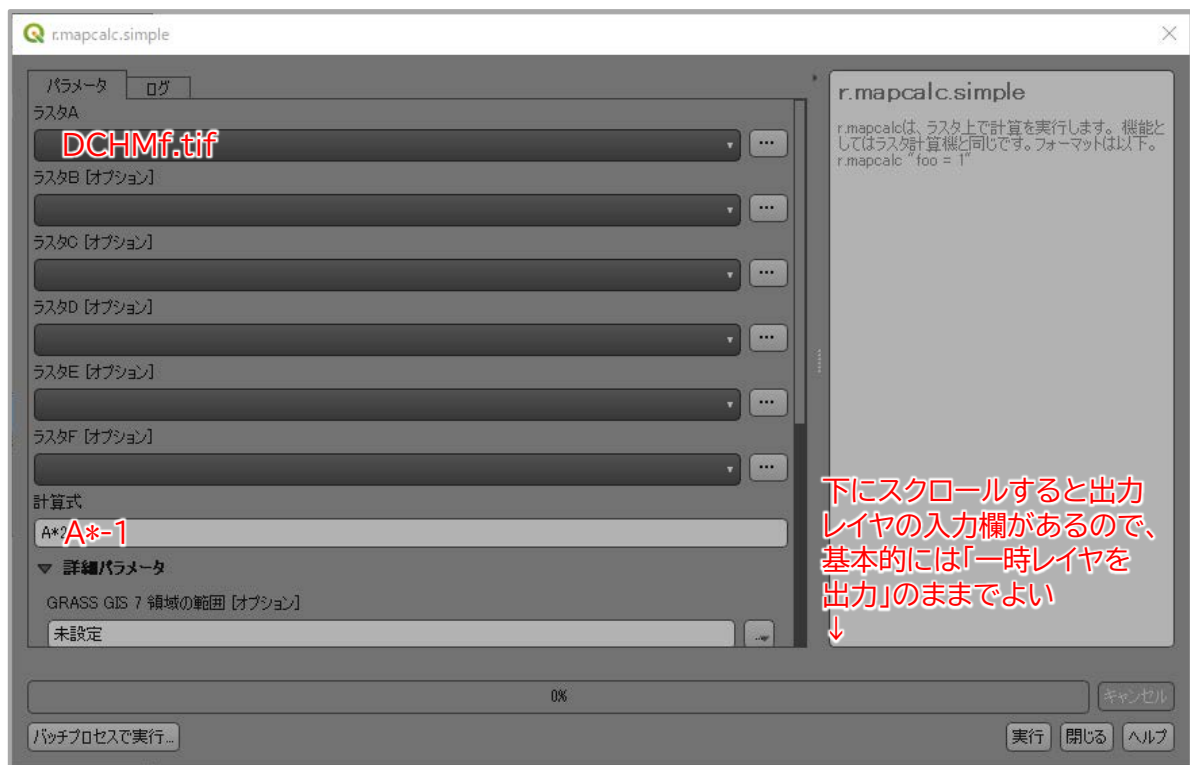 r.mapcalc.simple
パラメータ
ログ
ラスタA
DCHMf.tif
ラスタB [オプション]
ラスタC [オプション]
ラスタD [オプション]
ラスタE [オプション]
ラスタF [オプション]
計算式
A*2
A*-1
▼ 詳細パラメータ
GRASS GIS 7 領域の範囲 [オプション]
未設定
r.mapcalc.simple
r.mapcalcは、ラスタ上で計算を実行します。機能と
してはラスタ計算機と同じです。フォーマットは以下。
r.mapcalc "foo = 1"
下にスクロールすると出力
レイヤの入力欄があるので、
基本的には「一時レイヤを
出力」のままでよい
↓
0%
キャンセル
バッチプロセスで実行...
実行
閉じる
ヘルプ